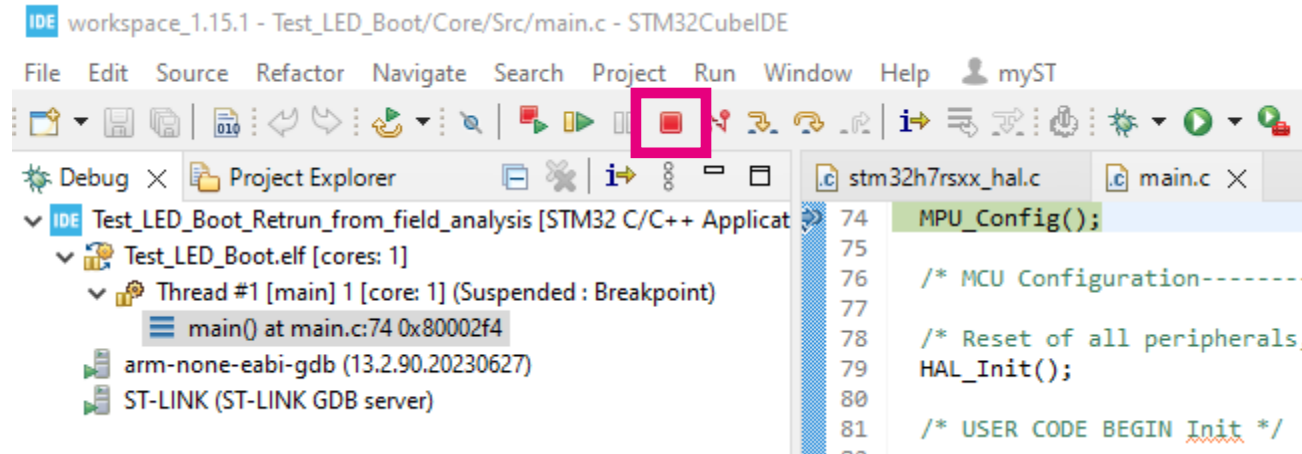 IDE workspace_1.15.1 - Test_LED_Boot/Core/Src/main.c - STM32CubeIDE
File Edit Source Refactor Navigate Search Project Run Window Help myST
010
Debug Project Explorer
.c stm32h7rsxx_hal.c .c main.c
IDE Test_LED_Boot_Retrun_from_field_analysis [STM32 C/C++ Applicat
Test_LED_Boot.elf [cores: 1]
Thread #1 [main] 1 [core: 1] (Suspended : Breakpoint)
main() at main.c:74 0x80002f4
arm-none-eabi-gdb (13.2.90.20230627)
ST-LINK (ST-LINK GDB server)
74 MPU_Config();
75
76 /* MCU Configuration--------
77
78 /* Reset of all peripherals,
79 HAL_Init();
80
81 /* USER CODE BEGIN Init */